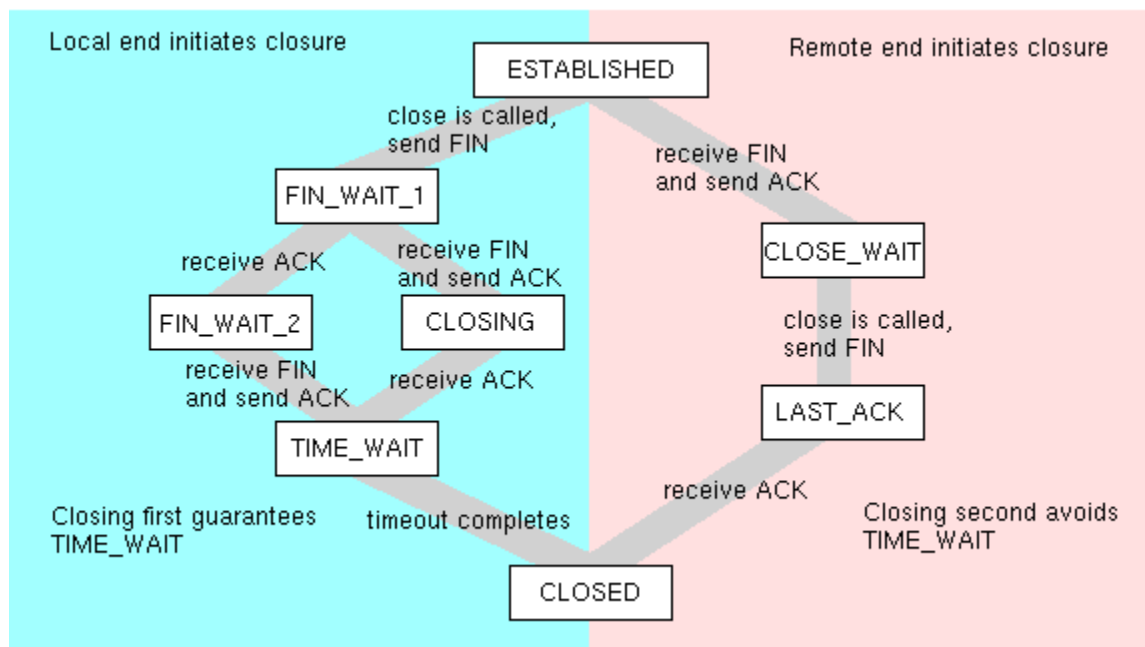 Local end initiates closure
Remote end initiates closure
ESTABLISHED
close is called,
send FIN
receive FIN
and send ACK
FIN_WAIT_1
CLOSE_WAIT
receive ACK
receive FIN
and send ACK
FIN_WAIT_2
CLOSING
close is called,
send FIN
receive FIN
and send ACK
receive ACK
LAST_ACK
TIME_WAIT
receive ACK
Closing first guarantees
TIME_WAIT
timeout completes
Closing second avoids
TIME_WAIT
CLOSED